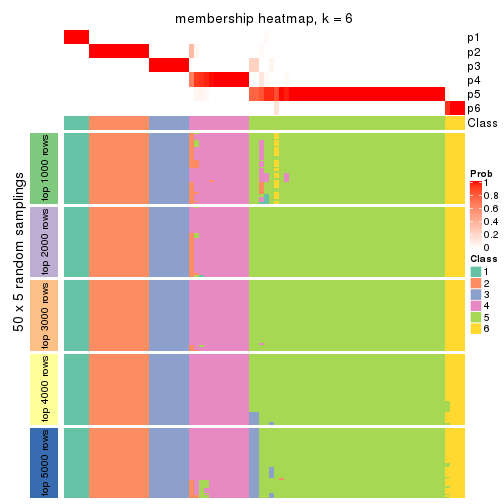 membership heatmap, k = 6
p1
p2
p3
p4
p5
p6
Class
50 x 5 random samplings
top 1000 rows
top 2000 rows
top 3000 rows
top 4000 rows
top 5000 rows
Prob
1
0.8
0.6
0.4
0.2
0
Class
1
2
3
4
5
6